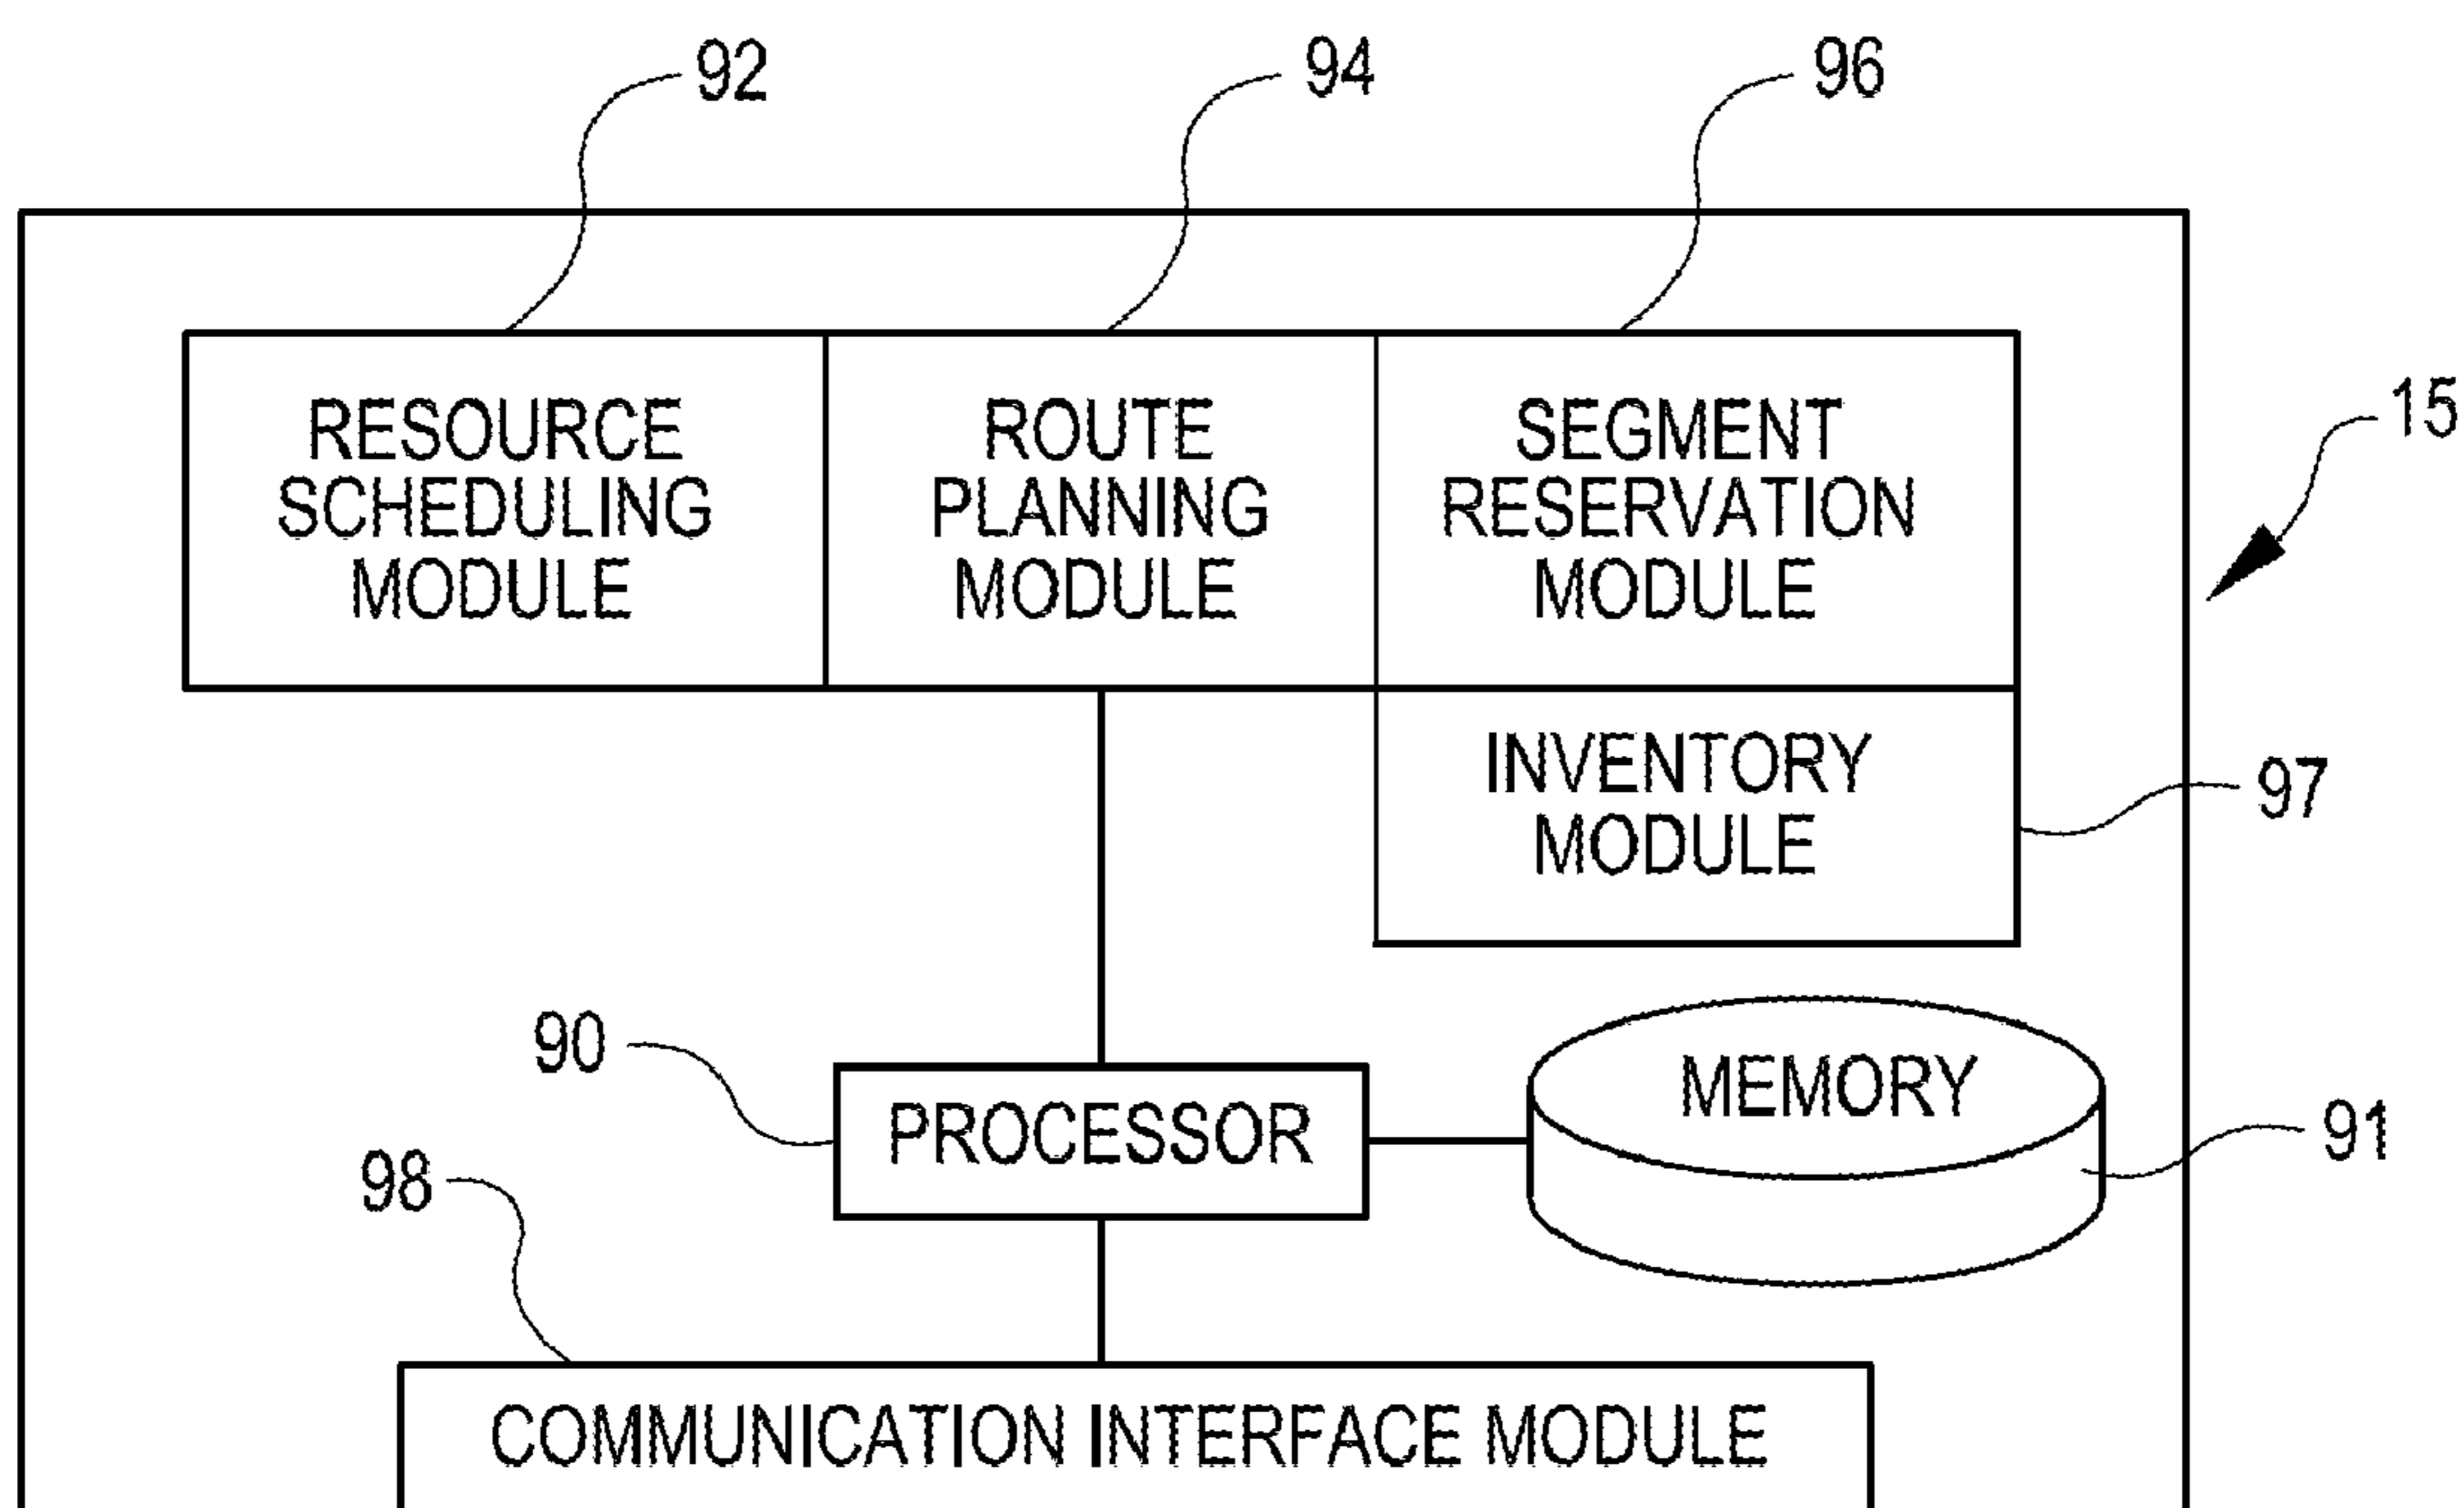 92
94
96
RESOURCE
SCHEDULING
MODULE
ROUTE
PLANNING
MODULE
SEGMENT
RESERVATION
MODULE
15
INVENTORY
MODULE
97
90
PROCESSOR
MEMORY
91
98
COMMUNICATION INTERFACE MODULE